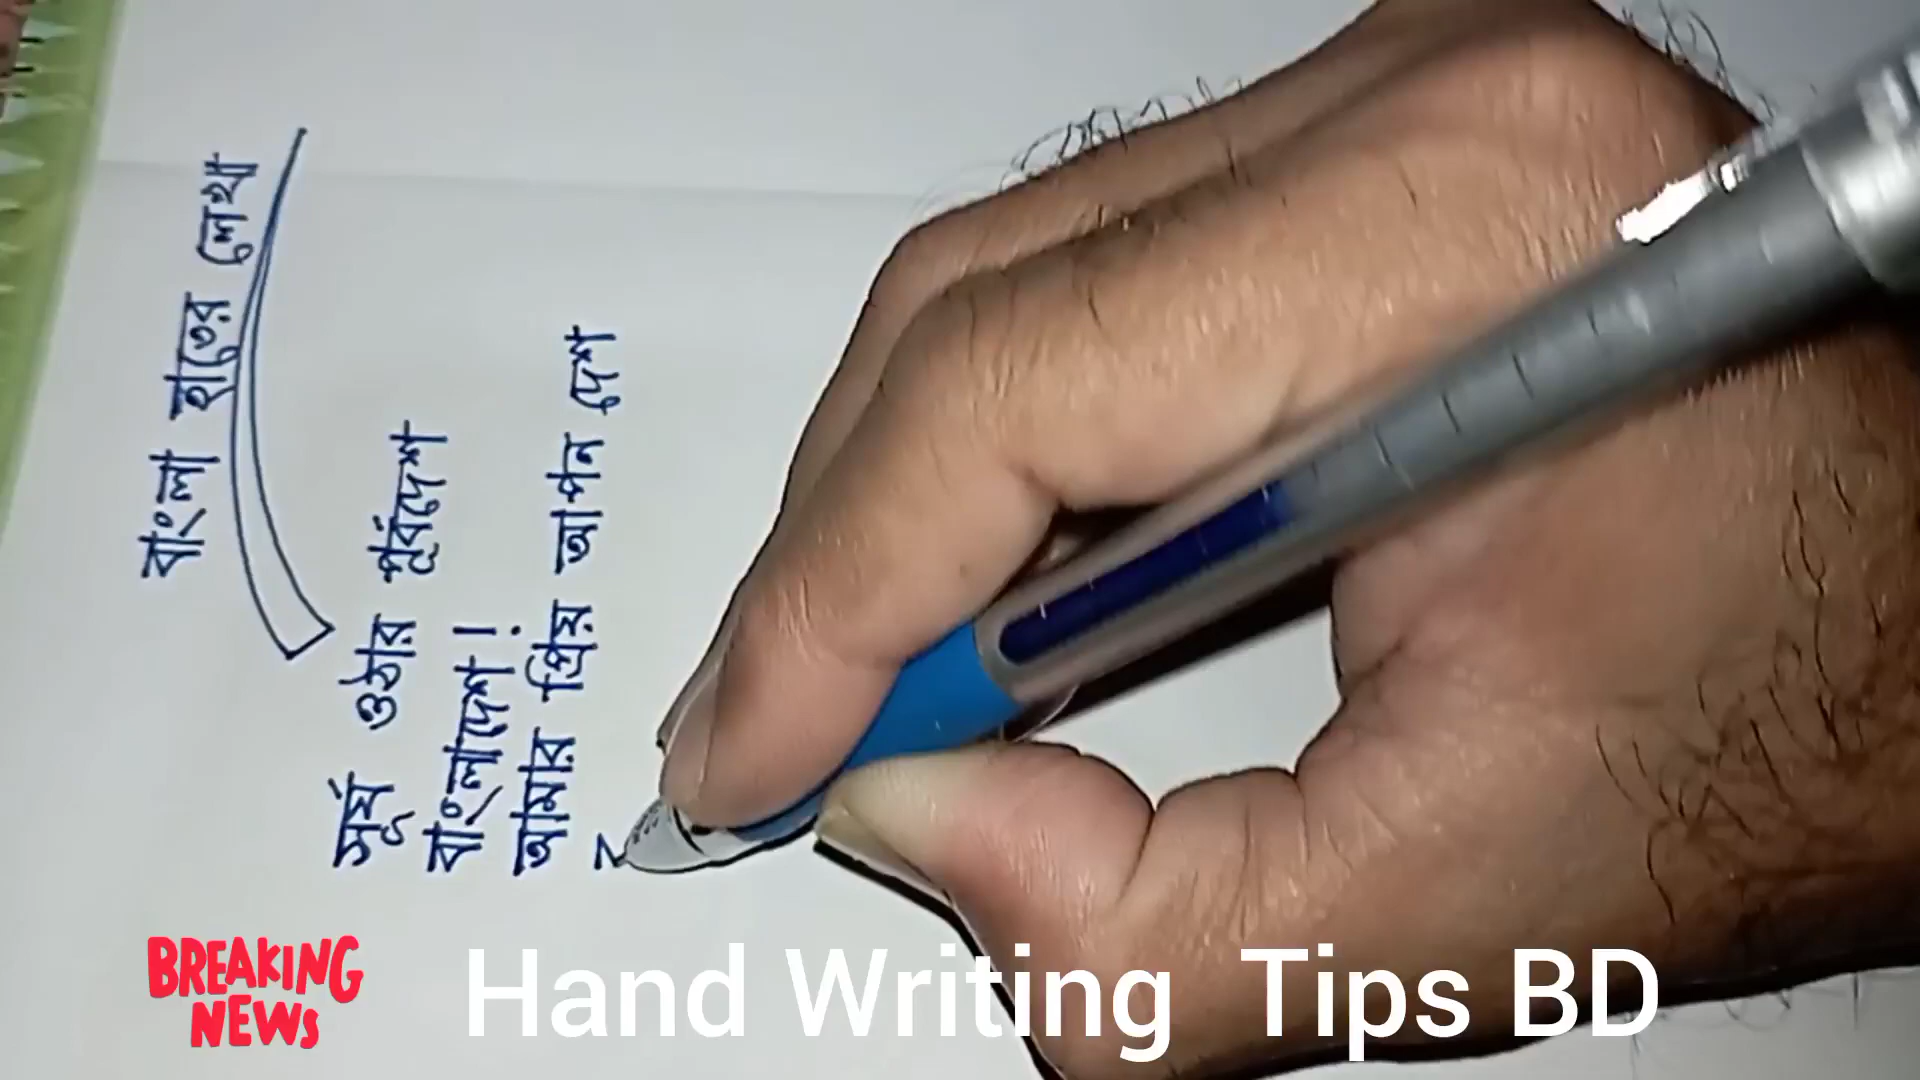 বাংলা হাতের লেখা
সূর্য ওঠার পূর্বদেশ
বাংলাদেশ!
আমার প্রিয় আপন দেশ
BREAKING
NEWS
Hand Writing Tips BD